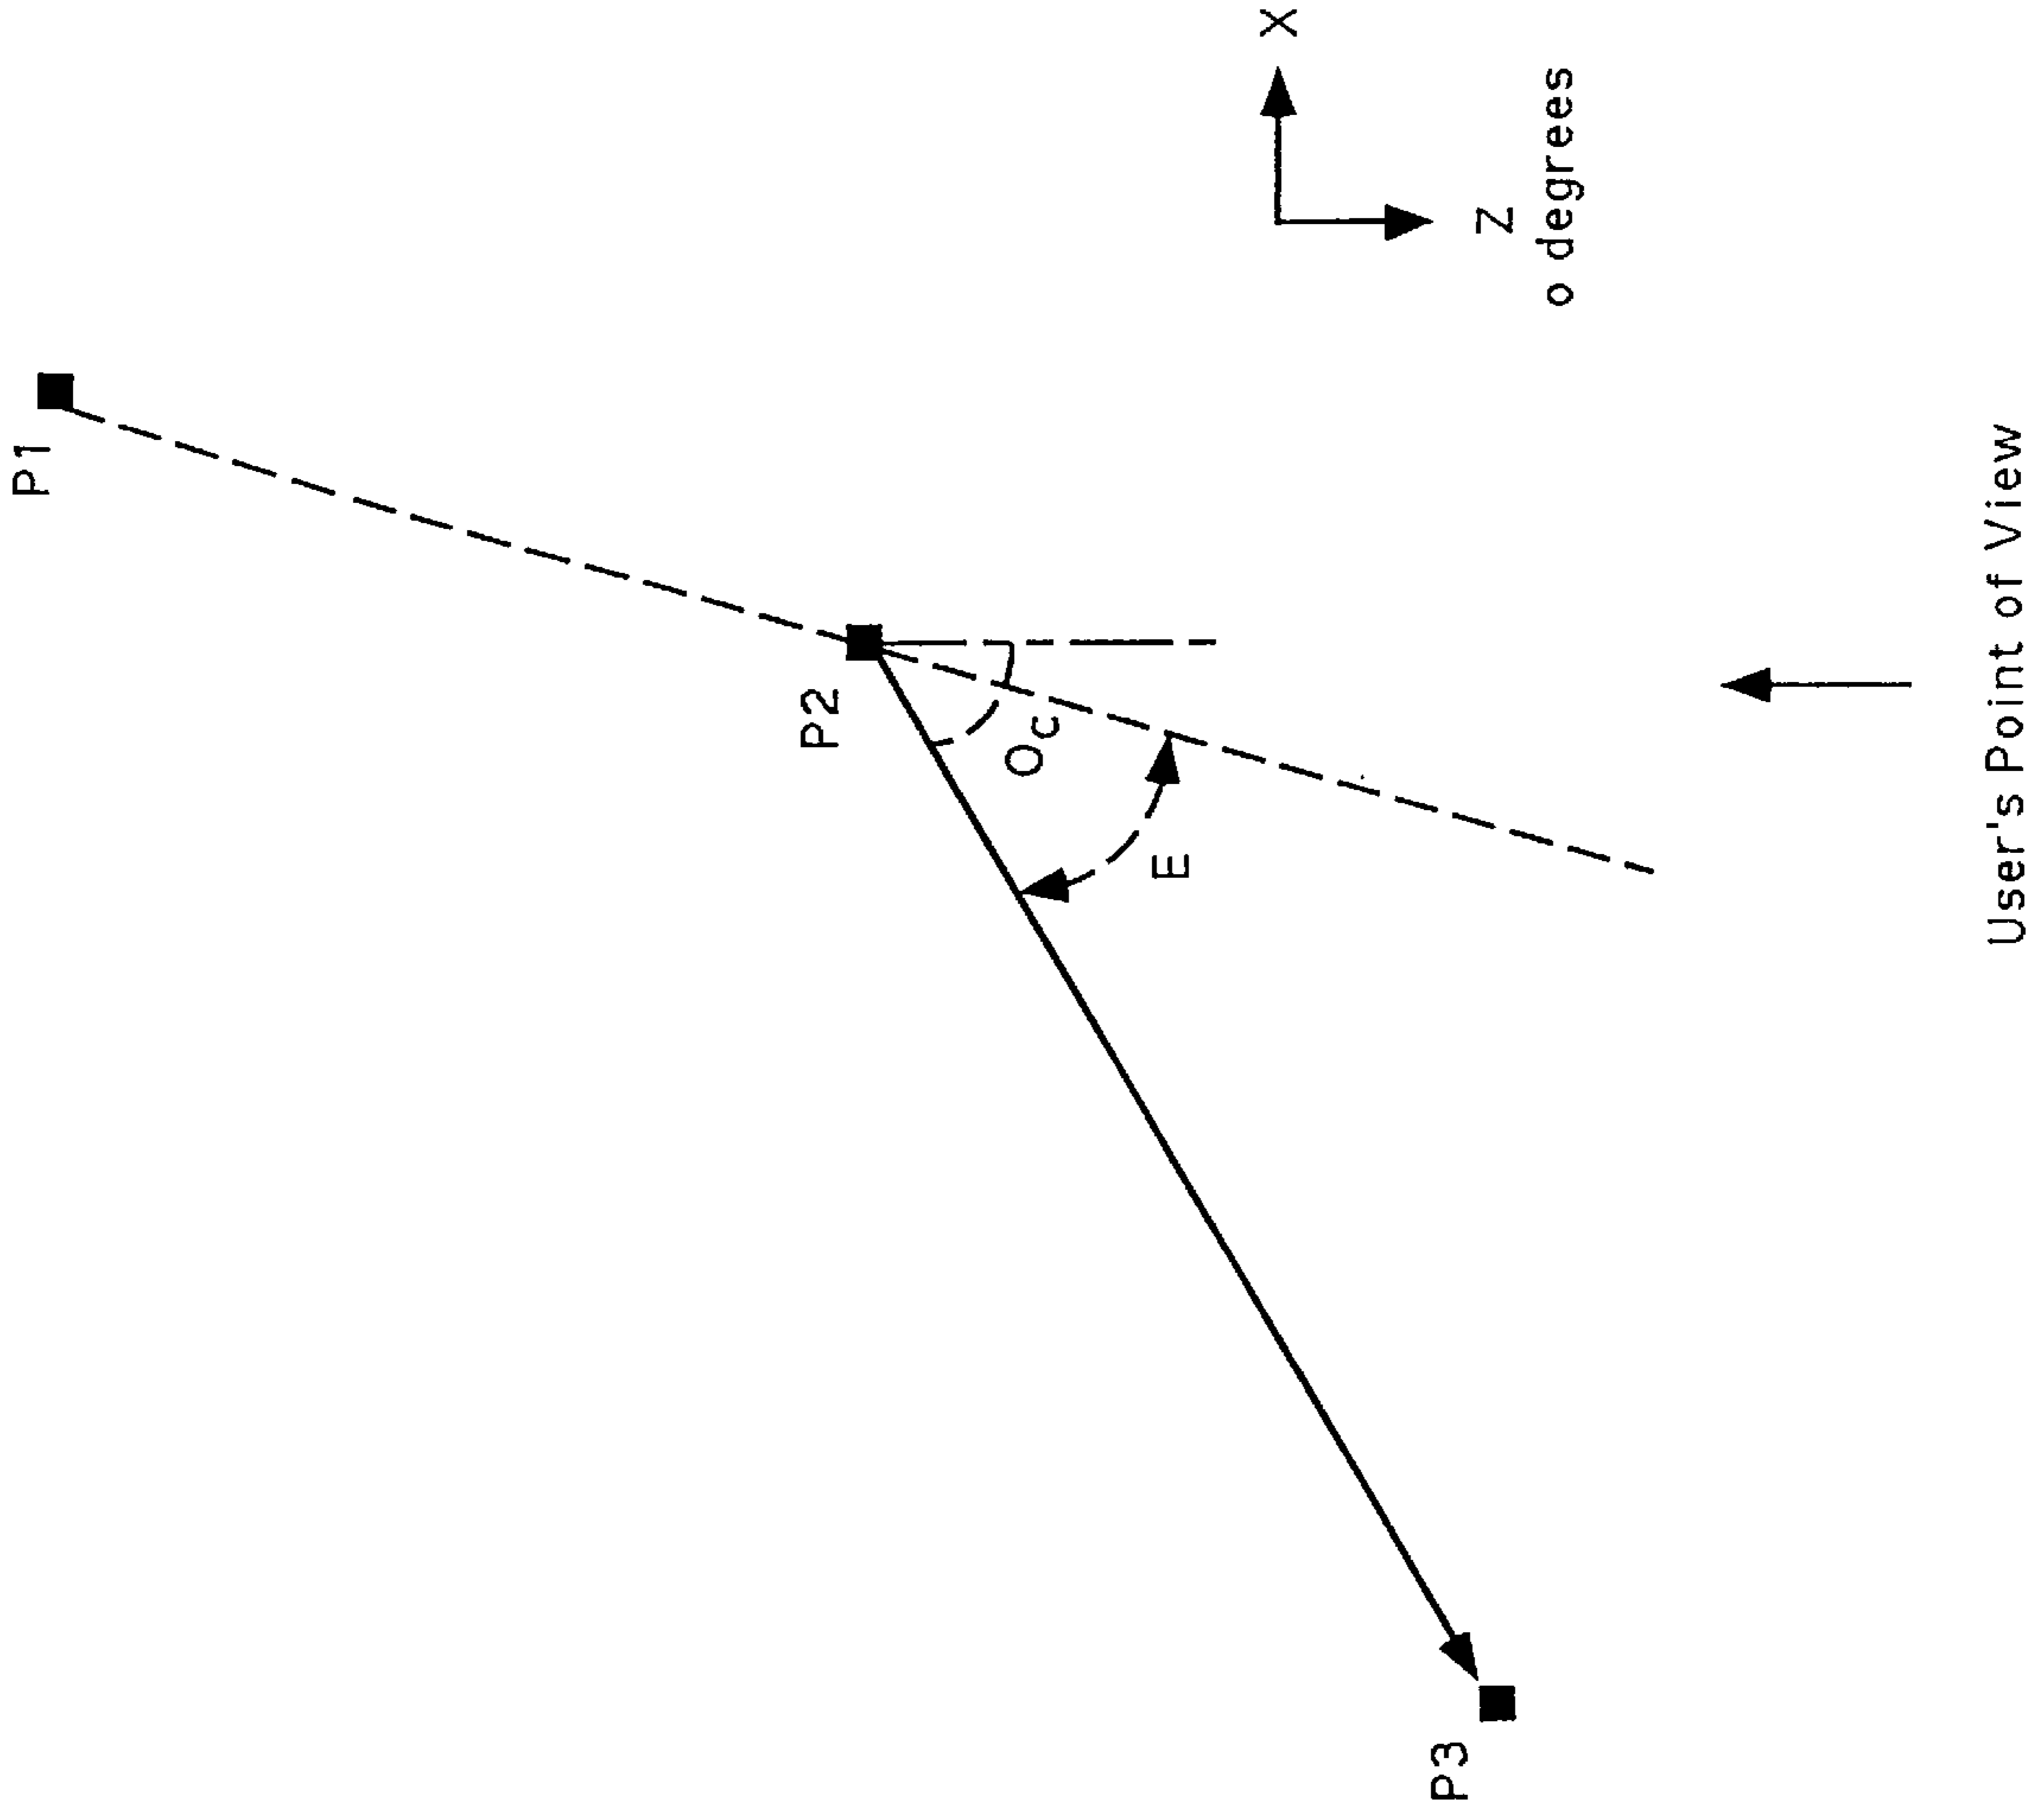 P1
P2
Oc
E
P3
X
Z
o degrees
User's Point of View